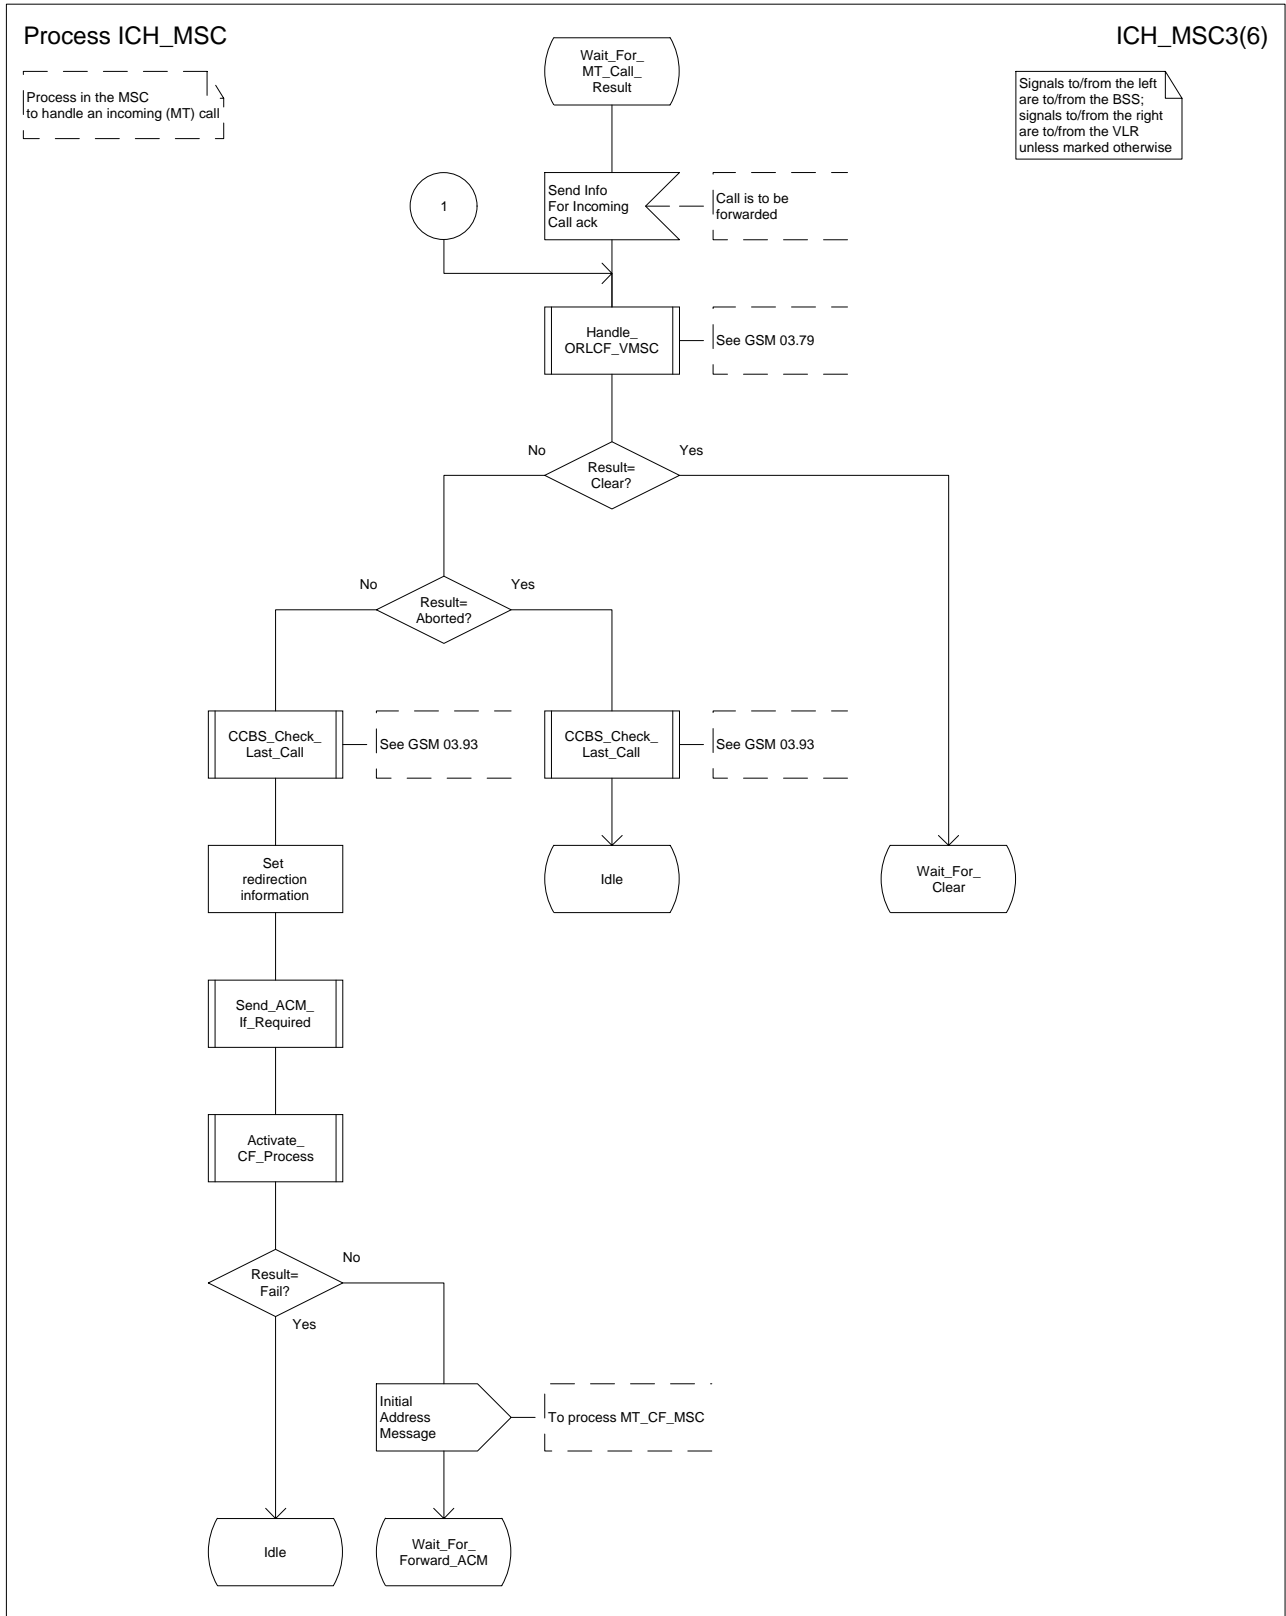 Process ICH_MSC
ICH_MSC3(6)
Process in the MSC
to handle an incoming (MT) call
Signals to/from the left
are to/from the BSS;
signals to/from the right
are to/from the VLR
unless marked otherwise
Wait_For_
MT_Call_
Result
1
Send Info
For Incoming
Call ack
Call is to be
forwarded
Handle_
ORLCF_VMSC
See GSM 03.79
No
Yes
Result=
Clear?
No
Yes
Result=
Aborted?
CCBS_Check_
Last_Call
See GSM 03.93
CCBS_Check_
Last_Call
See GSM 03.93
Set
redirection
information
Idle
Wait_For_
Clear
Send_ACM_
If_Required
Activate_
CF_Process
No
Result=
Fail?
Yes
Initial
Address
Message
To process MT_CF_MSC
Idle
Wait_For_
Forward_ACM